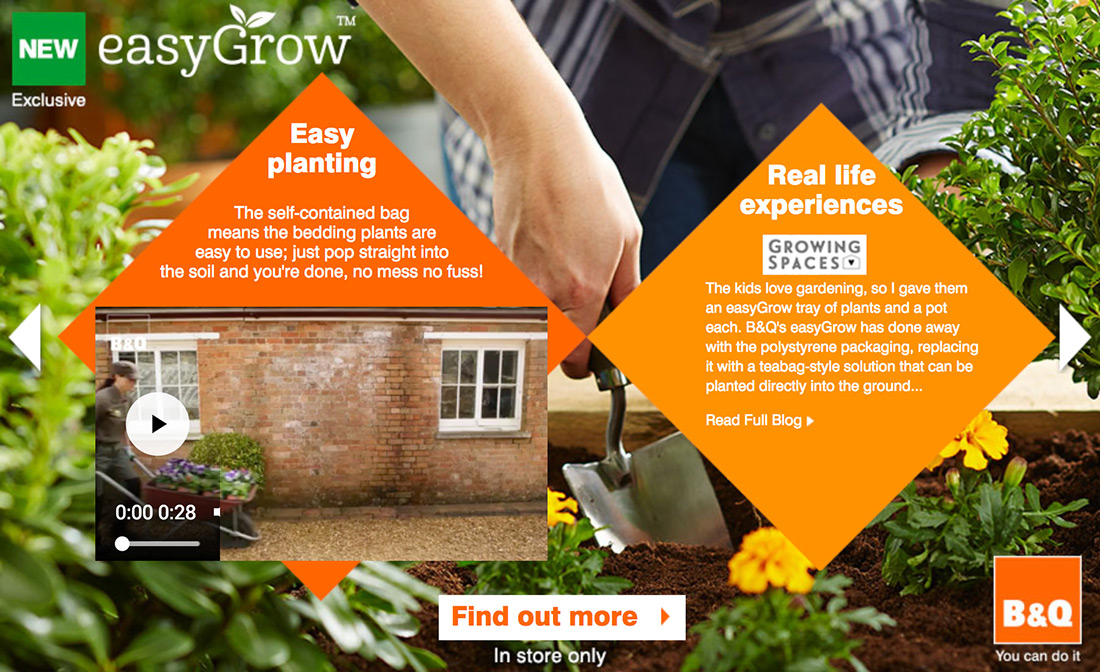 NEW
Exclusive
easyGrow™
Easy
planting
The self-contained bag
means the bedding plants are
easy to use; just pop straight into
the soil and you're done, no mess no fuss!
B&Q
0:00 0:28
Real life
experiences
GROWING
SPACES
The kids love gardening, so I gave them
an easyGrow tray of plants and a pot
each. B&Q's easyGrow has done away
with the polystyrene packaging, replacing
it with a teabag-style solution that can be
planted directly into the ground...
Read Full Blog
Find out more
In store only
B&Q
You can do it